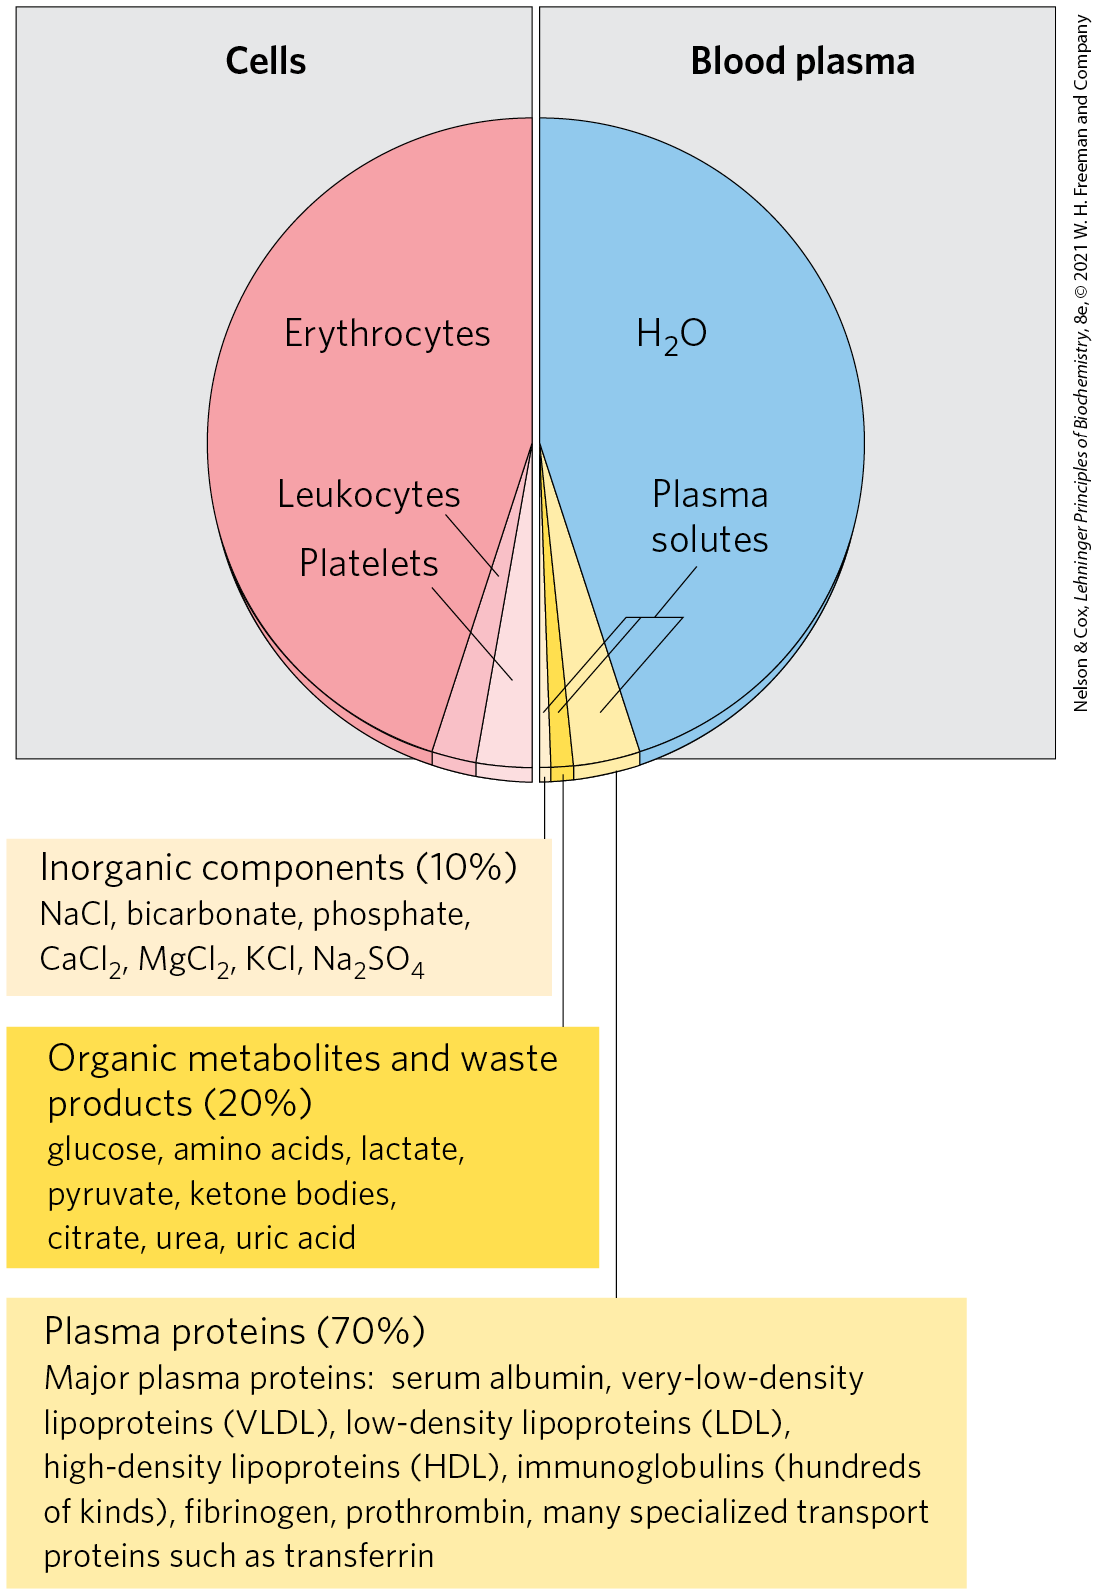 Cells
Blood plasma
Erythrocytes
H₂O
Leukocytes
Platelets
Plasma
solutes
Inorganic components (10%)
NaCl, bicarbonate, phosphate,
CaCl₂, MgCl₂, KCl, Na₂SO₄
Organic metabolites and waste
products (20%)
glucose, amino acids, lactate,
pyruvate, ketone bodies,
citrate, urea, uric acid
Plasma proteins (70%)
Major plasma proteins: serum albumin, very-low-density
lipoproteins (VLDL), low-density lipoproteins (LDL),
high-density lipoproteins (HDL), immunoglobulins (hundreds
of kinds), fibrinogen, prothrombin, many specialized transport
proteins such as transferrin
Nelson & Cox, Lehninger Principles of Biochemistry, 8e, © 2021 W. H. Freeman and Company